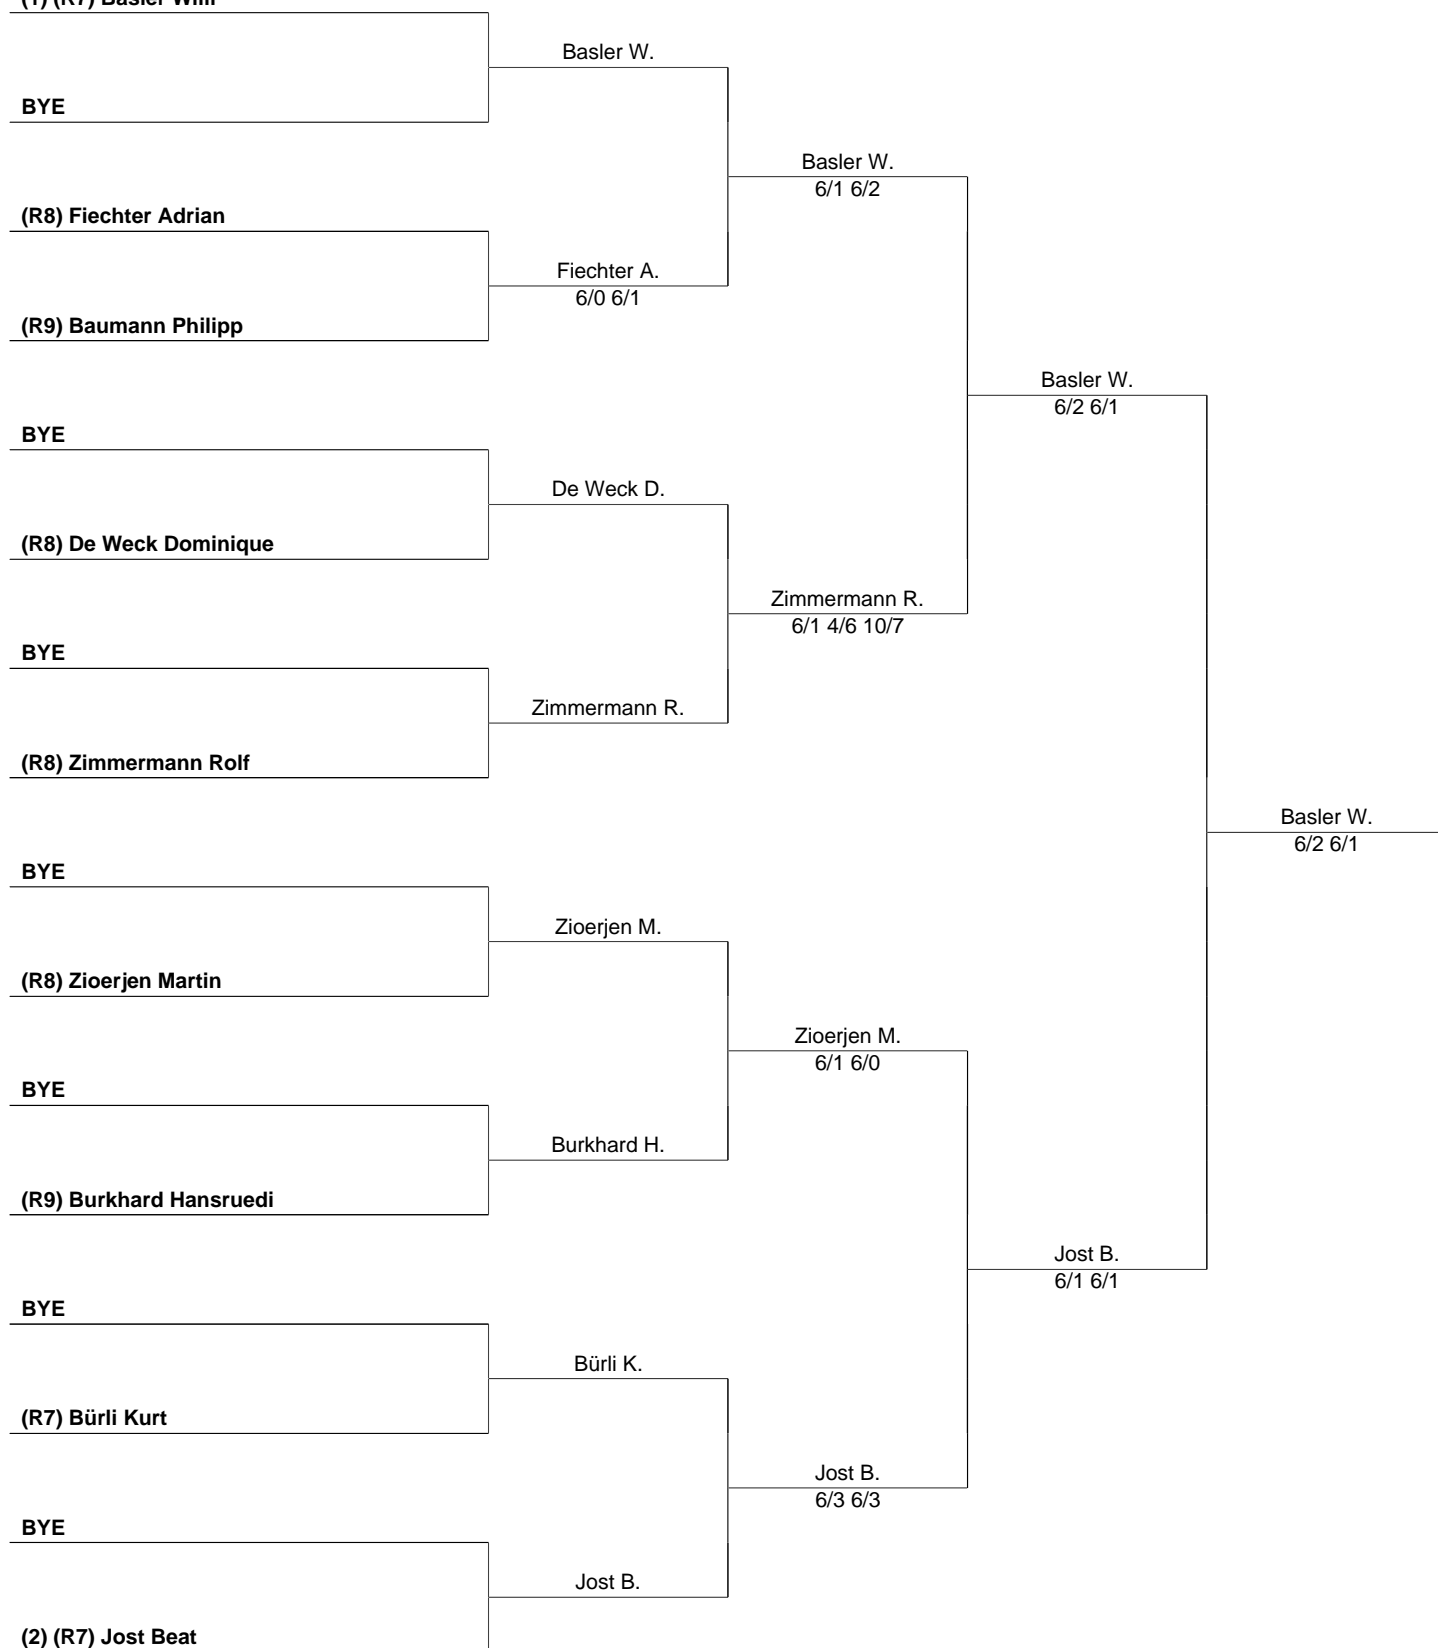 (1) (R7) Basler Willi
Basler W.
BYE
Basler W.
6/1 6/2
(R8) Fiechter Adrian
Fiechter A.
6/0 6/1
(R9) Baumann Philipp
Basler W.
6/2 6/1
BYE
De Weck D.
(R8) De Weck Dominique
Zimmermann R.
6/1 4/6 10/7
BYE
Zimmermann R.
(R8) Zimmermann Rolf
Basler W.
6/2 6/1
BYE
Zioerjen M.
(R8) Zioerjen Martin
Zioerjen M.
6/1 6/0
BYE
Burkhard H.
(R9) Burkhard Hansruedi
Jost B.
6/1 6/1
BYE
Bürli K.
(R7) Bürli Kurt
Jost B.
6/3 6/3
BYE
Jost B.
(2) (R7) Jost Beat